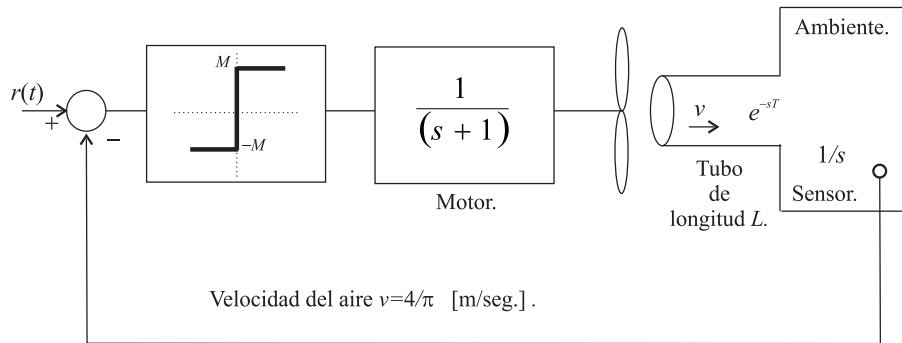 r(t)
+
−
M
−M
1
(s + 1)
Motor.
v
e^{-sT}
Tubo
de
longitud L.
Ambiente.
1/s
Sensor.
Velocidad del aire v=4/π [m/seg.] .